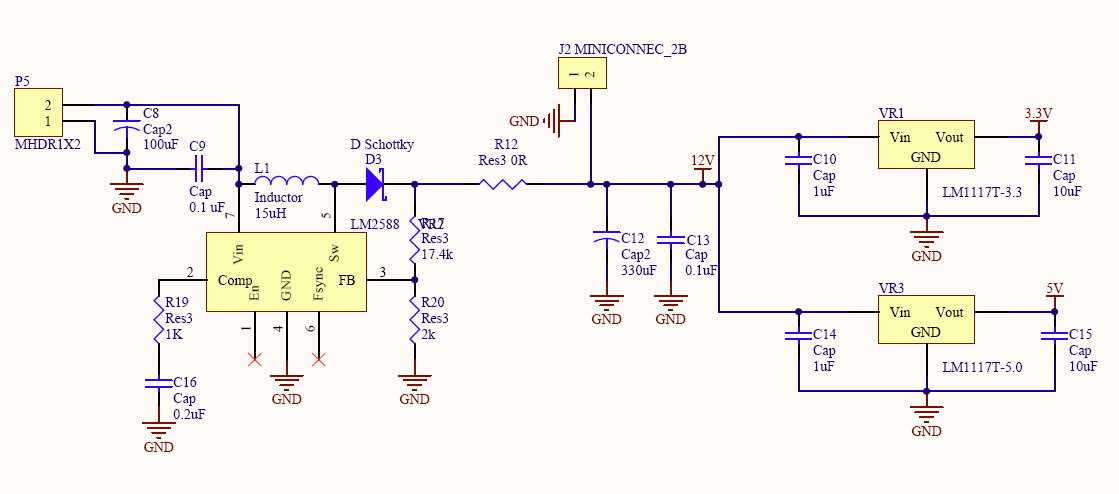 P5
2
1
MHDR1X2
C8
Cap2
100uF
C9
Cap
0.1 uF
GND
L1
Inductor
15uH
7
5
D Schottky
D3
R12
Res3 0R
J2 MINICONNEC_2B
1
2
GND
12V
LM2588
VR2
R17
Res3
17.4k
Vin
Sw
Comp
En
GND
Fsync
FB
2
3
1
4
6
R19
Res3
1K
C16
Cap
0.2uF
GND
GND
R20
Res3
2k
GND
C12
Cap2
330uF
GND
C13
Cap
0.1uF
GND
VR1
Vin
Vout
GND
LM1117T-3.3
3.3V
C10
Cap
1uF
C11
Cap
10uF
GND
VR3
Vin
Vout
GND
LM1117T-5.0
5V
C14
Cap
1uF
C15
Cap
10uF
GND